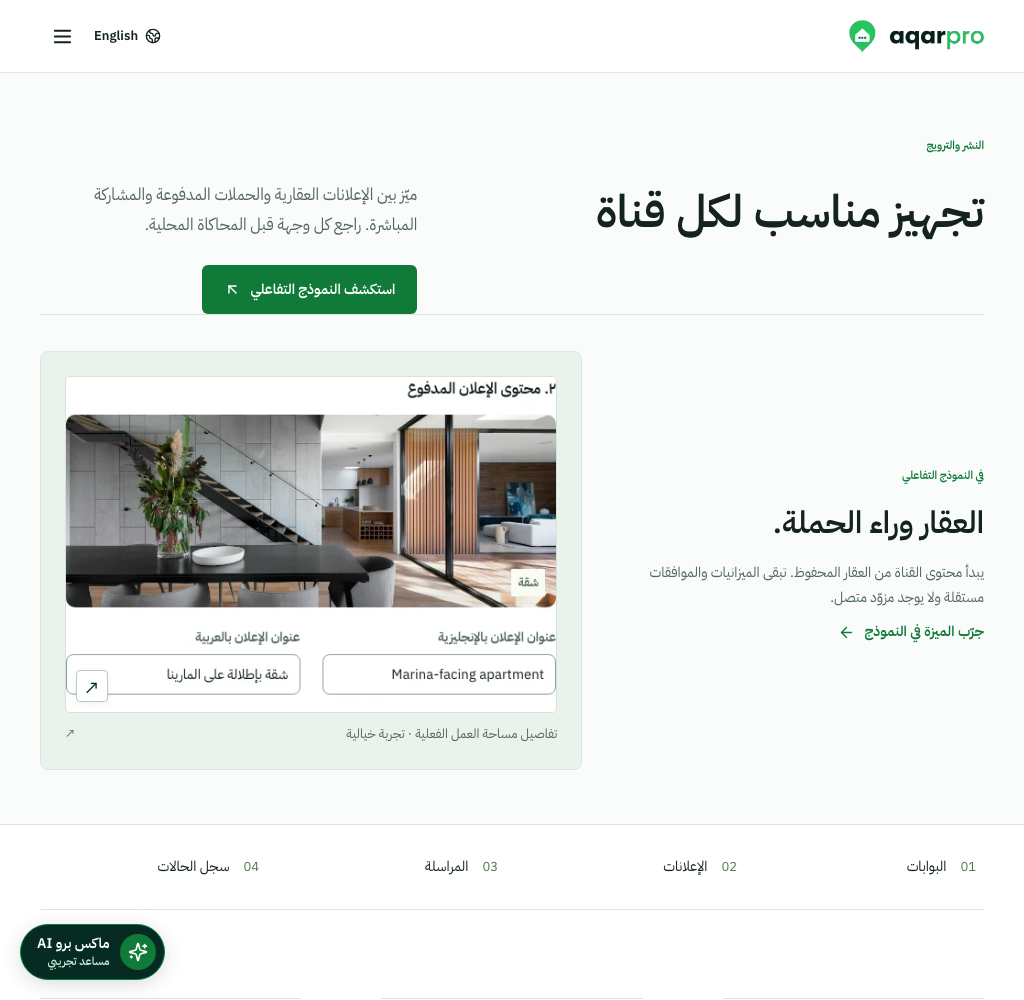 aqarpro
English
النشر والترويج
تجهيز مناسب لكل قناة
ميّز بين الإعلانات العقارية والحملات المدفوعة والمشاركة
المباشرة. راجع كل وجهة قبل المحاكاة المحلية.
استكشف النموذج التفاعلي
في النموذج التفاعلي
العقار وراء الحملة.
يبدأ محتوى القناة من العقار المحفوظ. تبقى الميزانيات والموافقات
مستقلة ولا يوجد مزوّد متصل.
جرّب الميزة في النموذج
٢. محتوى الإعلان المدفوع
شقة
عنوان الإعلان بالإنجليزية
Marina-facing apartment
عنوان الإعلان بالعربية
شقة بإطلالة على المارينا
تفاصيل مساحة العمل الفعلية · تجربة خيالية
01 البوابات
02 الإعلانات
03 المراسلة
04 سجل الحالات
ماكس برو AI
مساعد تجريبي